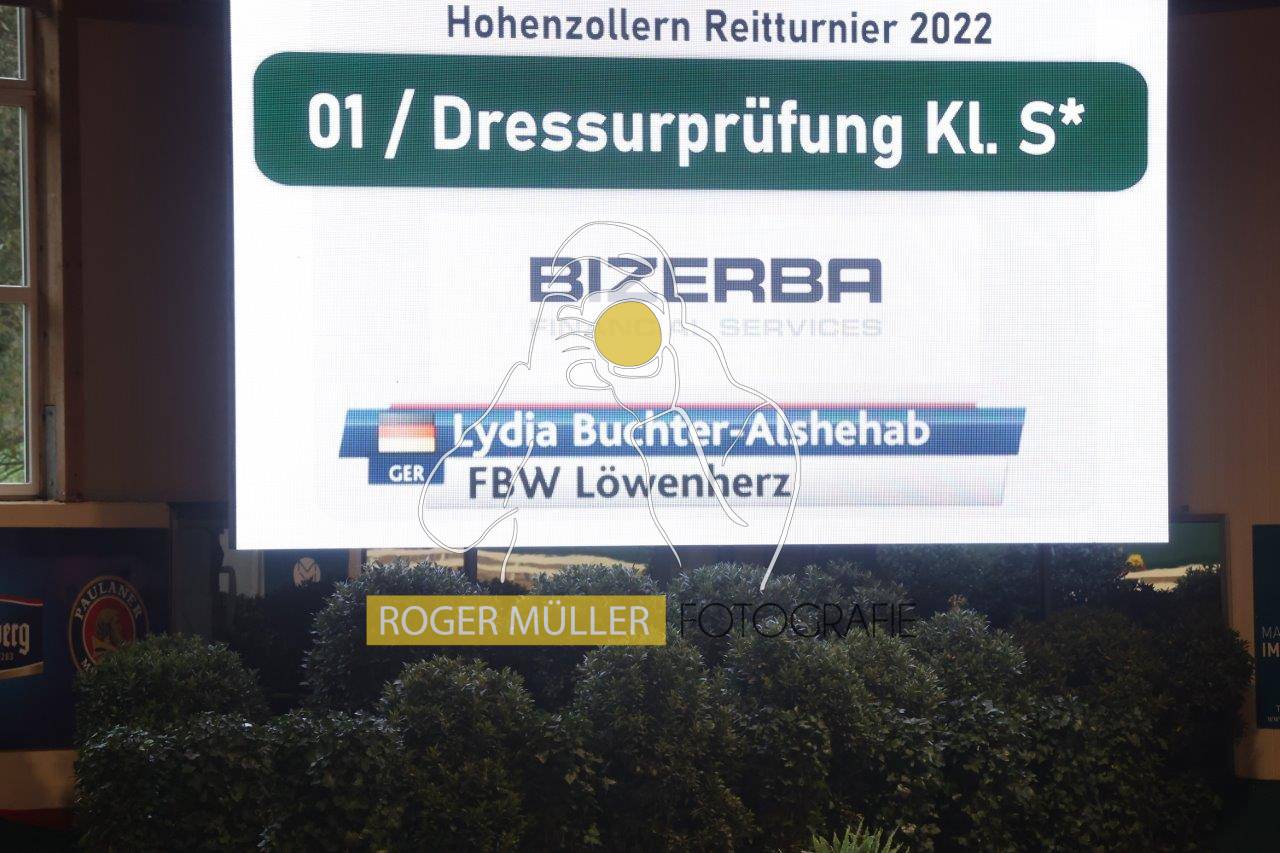 Hohenzollern Reitturnier 2022
01 / Dressurprüfung Kl. S*
BIZERBA
FINANCIAL SERVICES
Lydia Buchter-Alshehab
GER
FBW Löwenherz
PAULANER
ROGER MÜLLER FOTOGRAFIE